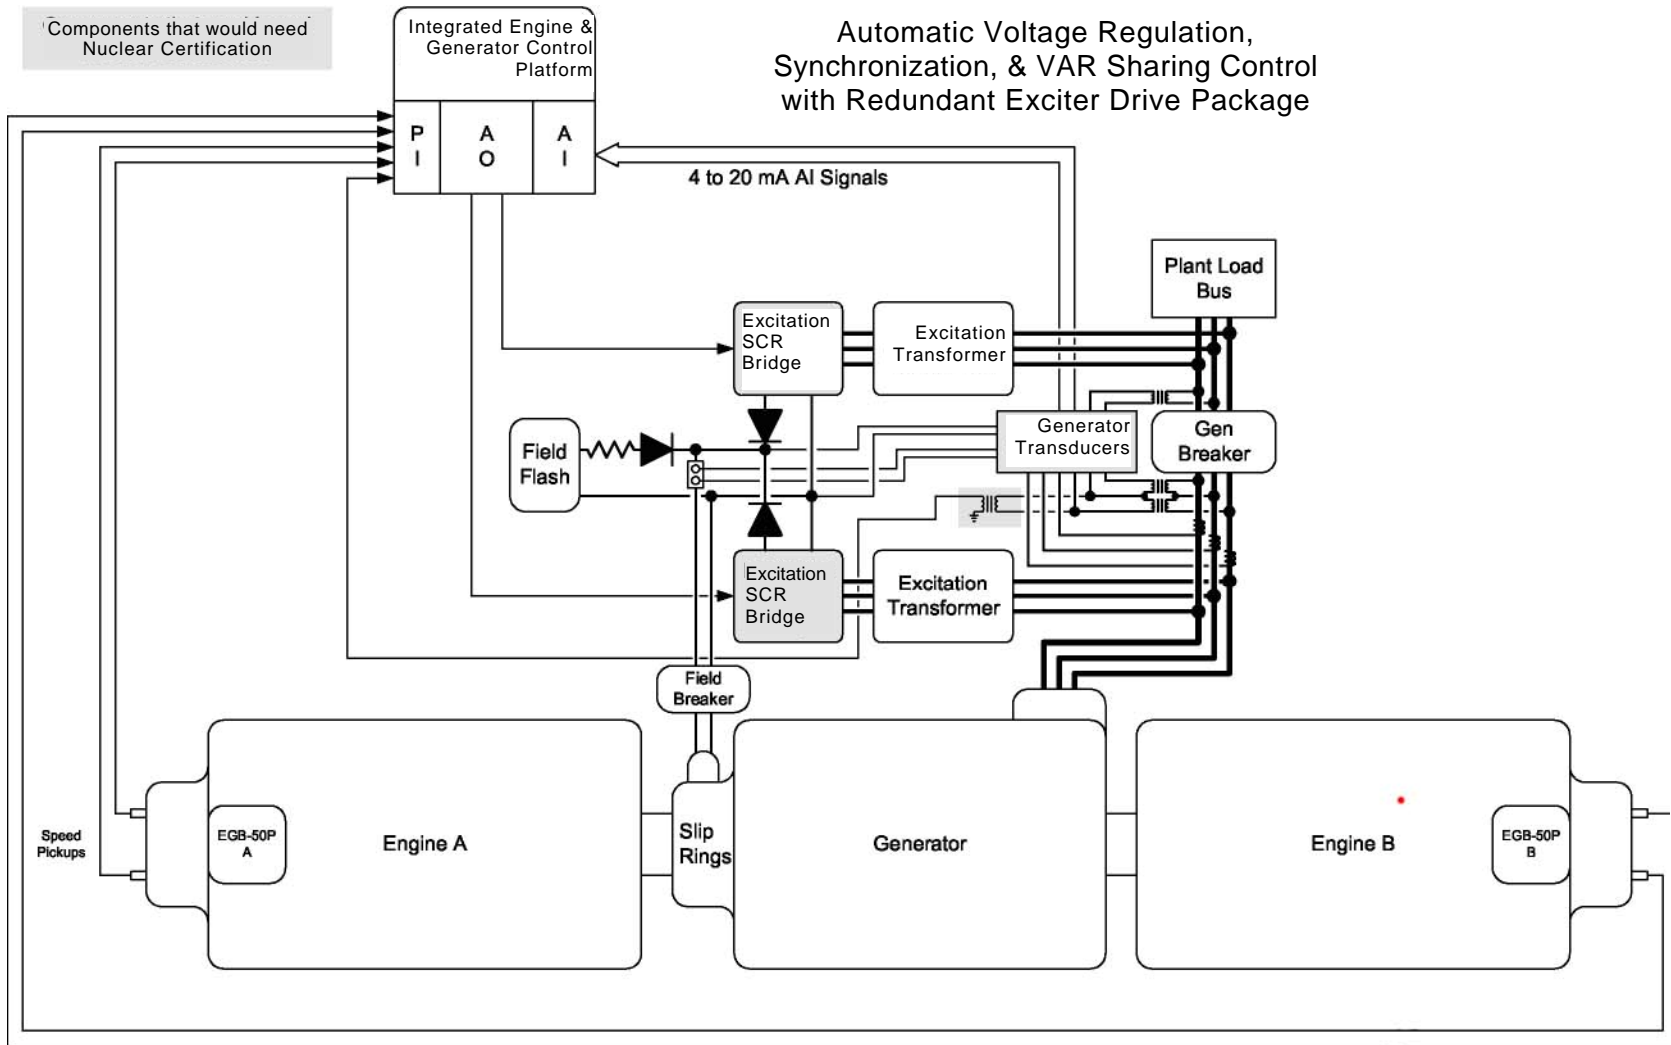 Components that would need
Nuclear Certification
Integrated Engine &
Generator Control
Platform
P
I
A
O
A
I
Automatic Voltage Regulation,
Synchronization, & VAR Sharing Control
with Redundant Exciter Drive Package
4 to 20 mA AI Signals
Plant Load
Bus
Excitation
SCR
Bridge
Excitation
Transformer
Generator
Transducers
Gen
Breaker
Field
Flash
Excitation
SCR
Bridge
Excitation
Transformer
Field
Breaker
Speed
Pickups
EGB-50P
A
Engine A
Slip
Rings
Generator
Engine B
EGB-50P
B